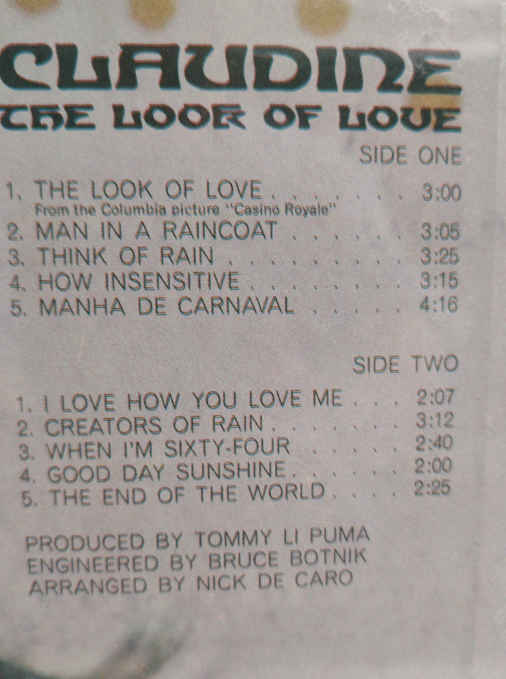 CLAUDINE
THE LOOK OF LOVE
SIDE ONE
1. THE LOOK OF LOVE . . . . . . . 3:00
From the Columbia picture "Casino Royale"
2. MAN IN A RAINCOAT . . . . . . 3:05
3. THINK OF RAIN . . . . . . . . . 3:25
4. HOW INSENSITIVE . . . . . . . . 3:15
5. MANHA DE CARNAVAL . . . . . 4:16
SIDE TWO
1. I LOVE HOW YOU LOVE ME . . . 2:07
2. CREATORS OF RAIN . . . . . . . 3:12
3. WHEN I'M SIXTY-FOUR . . . . . . 2:40
4. GOOD DAY SUNSHINE . . . . . . 2:00
5. THE END OF THE WORLD . . . . 2:25
PRODUCED BY TOMMY LI PUMA
ENGINEERED BY BRUCE BOTNIK
ARRANGED BY NICK DE CARO